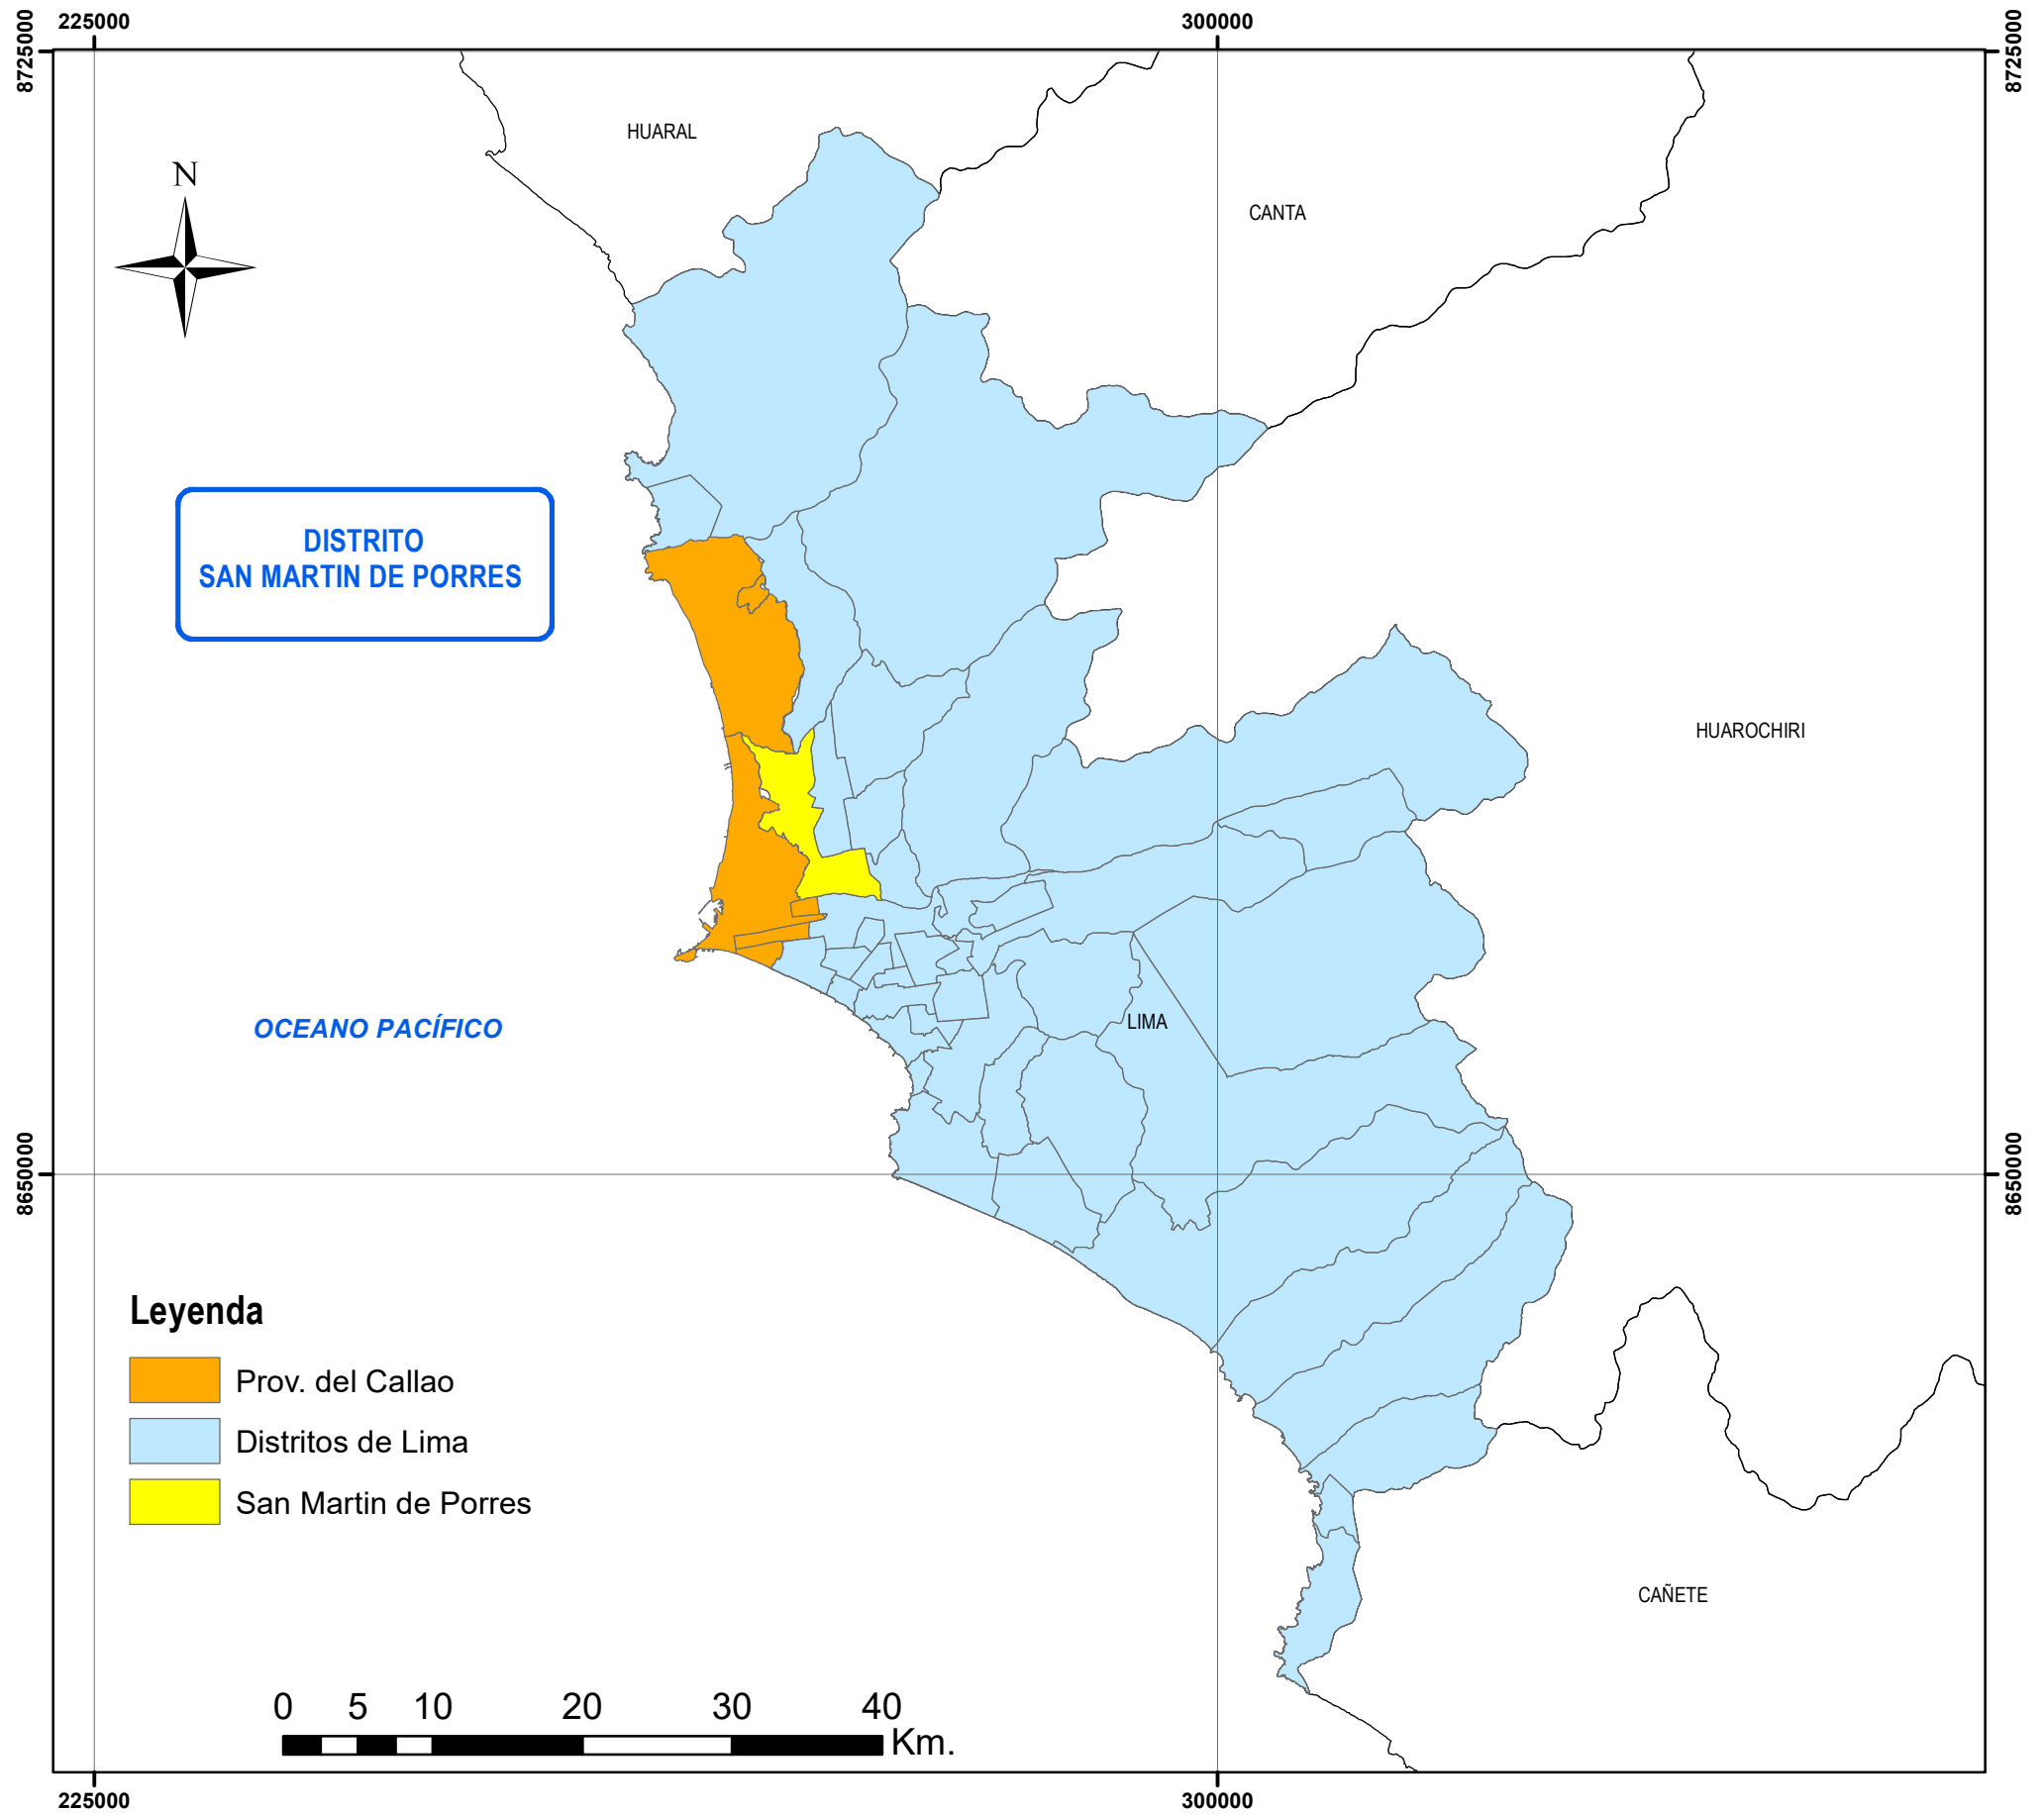 225000
300000
8725000
8725000
HUARAL
N
CANTA
DISTRITO
SAN MARTIN DE PORRES
HUAROCHIRI
OCEANO PACÍFICO
LIMA
8650000
8650000
Leyenda
Prov. del Callao
Distritos de Lima
San Martin de Porres
CAÑETE
0 5 10 20 30 40
Km.
225000
300000